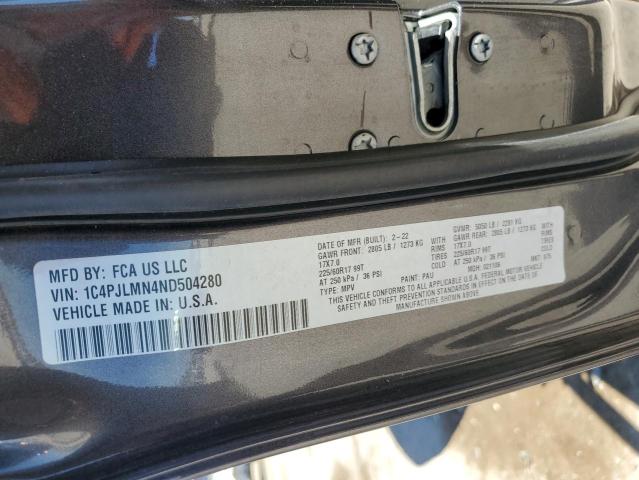 MFD BY: FCA US LLC
VIN: 1C4PJLMN4ND504280
VEHICLE MADE IN: U.S.A.
DATE OF MFR (BUILT): 2-22
GAWR FRONT: 2805 LB / 1273 KG WITH
17X7.0 RIMS
225/60R17 99T TIRES
AT 250 kPa / 36 PSI
TYPE: MPV PAINT: PAU
GVWR: 5050 LB / 2291 KG
GAWR REAR: 2805 LB / 1273 KG WITH
17X7.0 RIMS
225/60R17 99T TIRES
AT 250 kPa / 36 PSI
THIS VEHICLE CONFORMS TO ALL APPLICABLE FEDERAL MOTOR VEHICLE
SAFETY AND THEFT PREVENTION STANDARDS IN EFFECT ON THE DATE OF
MANUFACTURE SHOWN ABOVE.